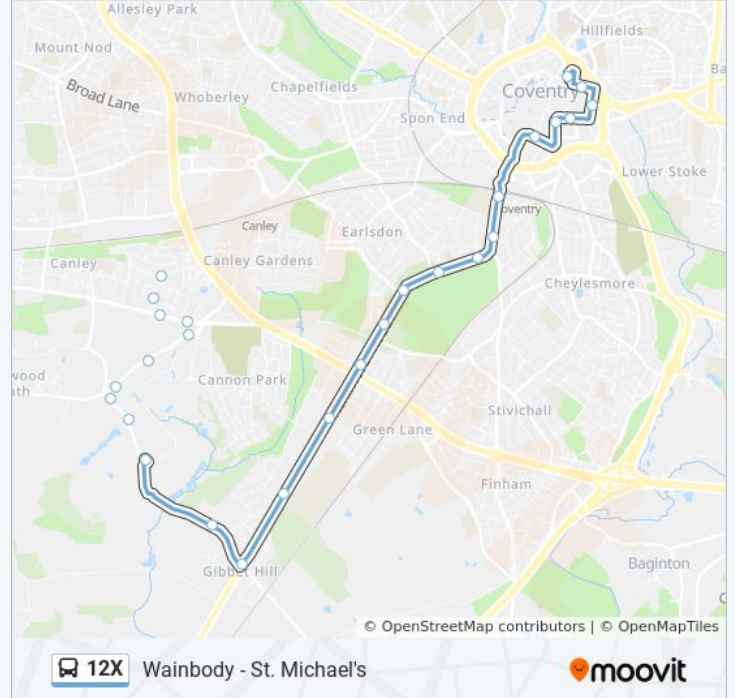 Allesley Park
Hillfields
Mount Nod
Chapelfields
Broad Lane
Whoberley
Coventry
Spon End
Lower Stoke
Canley
oventry
Earlsdon
Canley
Canley Gardens
Cheylesmore
wood
ath
Cannon Park
Stivichall
Green Lane
Finham
Baginton
Gibbet Hill
© OpenStreetMap contributors | © OpenMapTiles
12X Wainbody - St. Michael's
moovit